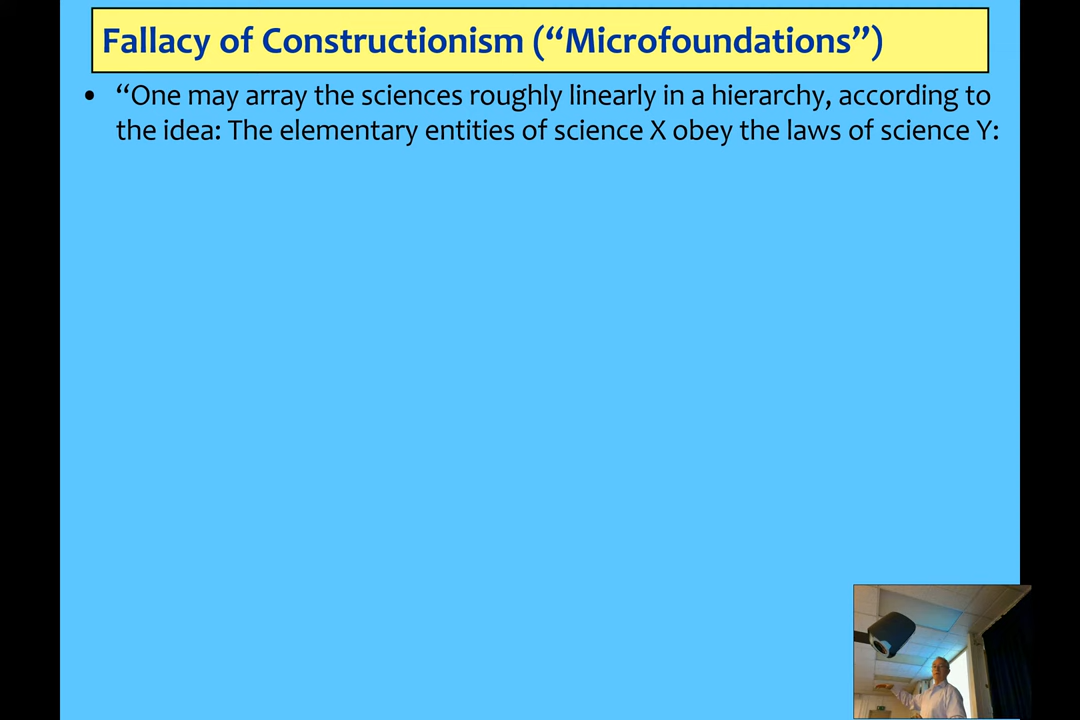 Fallacy of Constructionism (“Microfoundations”)
• “One may array the sciences roughly linearly in a hierarchy, according to
the idea: The elementary entities of science X obey the laws of science Y: